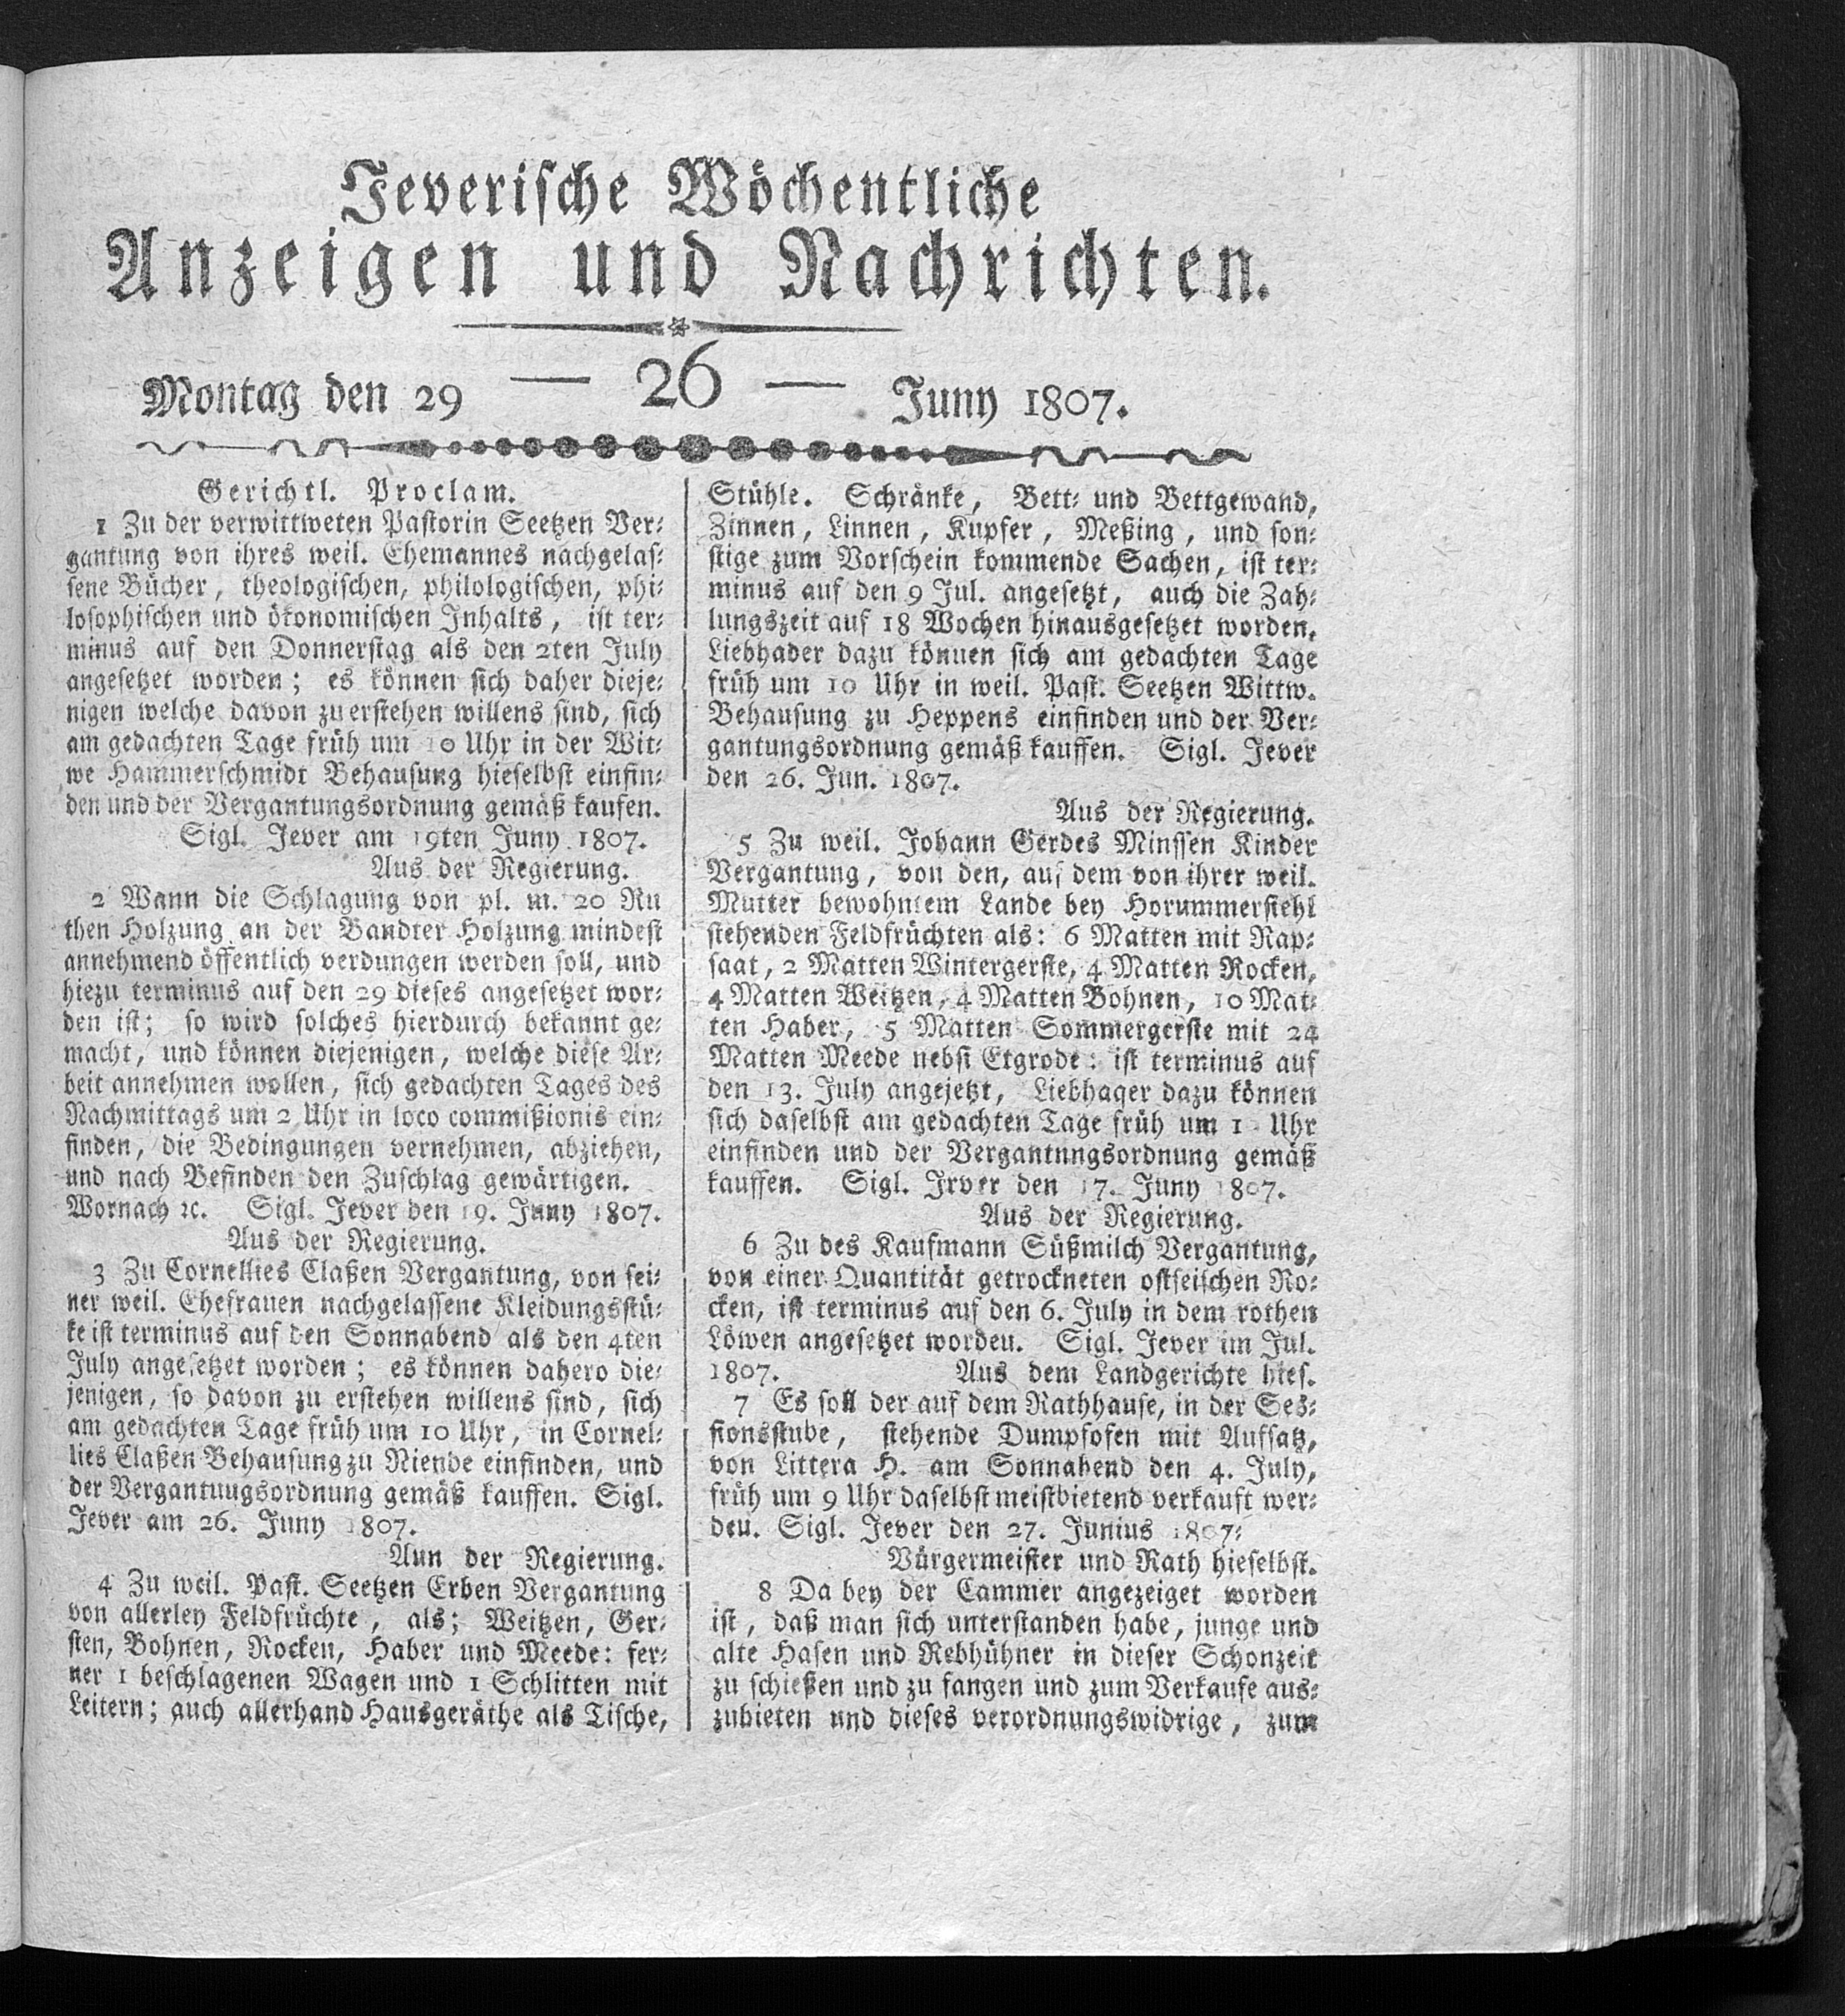 Jeverische Wöchentliche
Anzeigen und Nachrichten.
Montag den 29 — 26 — Juny 1807.
Gerichtl. Proclam.
1 Zu der verwittweten Pastorin Seetzen Ver-
gantung von ihres weil. Ehemannes nachgelas-
sene Bücher, theologischen, philologischen, phi-
losophischen und ökonomischen Inhalts, ist ter-
minus auf den Donnerstag als den 2ten July
angesetzet worden; es können sich daher dieje-
nigen welche davon zu erstehen willens sind, sich
am gedachten Tage früh um 10 Uhr in der Wit-
we Hammerschmidt Behausung hieselbst einfin-
den und der Vergantungsordnung gemäß kaufen.
Sigl. Jever am 19ten Juny 1807.
Aus der Regierung.
2 Wann die Schlagung von pl. m. 20 Ru
then Holzung an der Bandter Holzung mindest
annehmend öffentlich verdungen werden soll, und
hiezu terminus auf den 29 dieses angesetzet wor-
den ist; so wird solches hierdurch bekannt ge-
macht, und können diejenigen, welche diese Ar-
beit annehmen wollen, sich gedachten Tages des
Nachmittags um 2 Uhr in loco commißionis ein-
finden, die Bedingungen vernehmen, abziehen,
und nach Befinden den Zuschlag gewärtigen.
Wornach ꝛc. Sigl. Jever den 19. Juny 1807.
Aus der Regierung.
3 Zu Cornellies Claßen Vergantung, von sei-
ner weil. Ehefrauen nachgelassene Kleidungsstü-
ke ist terminus auf den Sonnabend als den 4ten
July angesetzet worden; es können dahero die-
jenigen, so davon zu erstehen willens sind, sich
am gedachten Tage früh um 10 Uhr, in Cornel-
lies Claßen Behausung zu Niende einfinden, und
der Vergantuugsordnung gemäß kauffen. Sigl.
Jever am 26. Juny 1807.
Aun der Regierung.
4 Zu weil. Past. Seetzen Erben Vergantung
von allerley Feldfrüchte, als; Weitzen, Ger-
sten, Bohnen, Rocken, Haber und Meede: fer-
ner 1 beschlagenen Wagen und 1 Schlitten mit
Leitern; auch allerhand Hausgeräthe als Tische,
Stühle. Schränke, Bett- und Bettgewand,
Zinnen, Linnen, Kupfer, Meßing, und son-
stige zum Vorschein kommende Sachen, ist ter-
minus auf den 9 Jul. angesetzt, auch die Zah-
lungszeit auf 18 Wochen hinausgesetzet worden,
Liebhader dazu könuen sich am gedachten Tage
früh um 10 Uhr in weil. Past. Seetzen Wittw.
Behausung zu Heppens einfinden und der Ver-
gantungsordnung gemäß kauffen. Sigl. Jever
den 26. Jun. 1807.
Aus der Regierung.
5 Zu weil. Johann Gerdes Minssen Kinder
Vergantung, von den, auf dem von ihrer weil.
Mutter bewohntem Lande bey Horummersiehl
stehenden Feldfrüchten als: 6 Matten mit Rap-
saat, 2 Matten Wintergerste, 4 Matten Rocken,
4 Matten Weitzen, 4 Matten Bohnen, 10 Mat-
ten Haber, 5 Matten Sommergerste mit 24
Matten Meede nebst Etgrode: ist terminus auf
den 13. July angesetzt, Liebhaqer dazu können
sich daselbst am gedachten Tage früh um 1 Uhr
einfinden und der Vergantnngsordnung gemäß
kauffen. Sigl. Jrver den 17. Juny 1807.
Aus der Regierung.
6 Zu des Kaufmann Süßmilch Vergantung,
von einer Quantität getrockneten ostseischen Ro-
cken, ist terminus auf den 6. July in dem rothen
Löwen angesetzet wordeu. Sigl. Jever im Jul.
1807. Aus dem Landgerichte hies.
7 Es soll der auf dem Rathhause, in der Ses-
sionsstube, stehende Dumpfofen mit Aufsatz,
von Littera H. am Sonnabend den 4. July,
früh um 9 Uhr daselbst meistbietend verkauft wer-
deu. Sigl. Jever den 27. Junius 1807.
Bürgermeister und Rath hieselbst.
8 Da bey der Cammer angezeiget worden
ist, daß man sich unterstanden habe, junge und
alte Hasen und Rebhühner in dieser Schonzeit
zu schießen und zu fangen und zum Verkaufe aus-
zubieten und dieses verordnungswidrige, zum